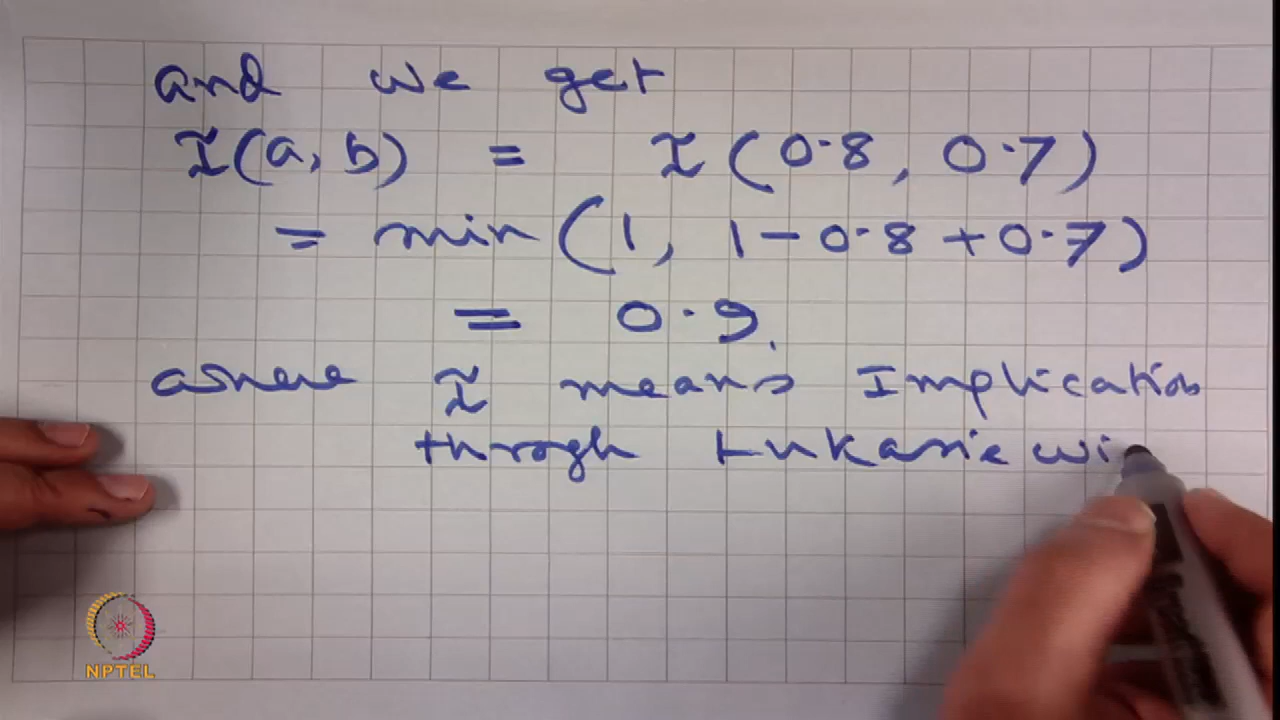 and we get
I(a, b) = I(0.8, 0.7)
= min(1, 1-0.8+0.7)
= 0.9.
where I means Implication
through Łukasiewi
NPTEL